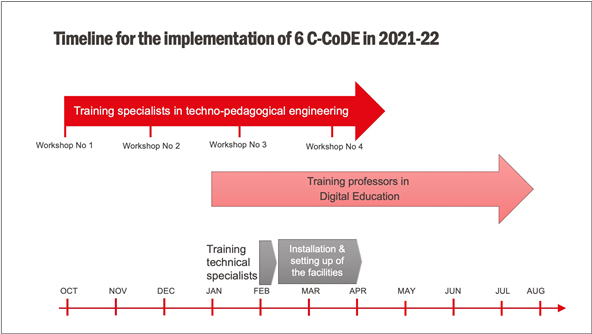 Timeline for the implementation of 6 C-CoDE in 2021-22
Training specialists in techno-pedagogical engineering
Workshop No 1 Workshop No 2 Workshop No 3 Workshop No 4
Training professors in
Digital Education
Training
technical
specialists
Installation &
setting up of
the facilities
OCT NOV DEC JAN FEB MAR APR MAY JUN JUL AUG